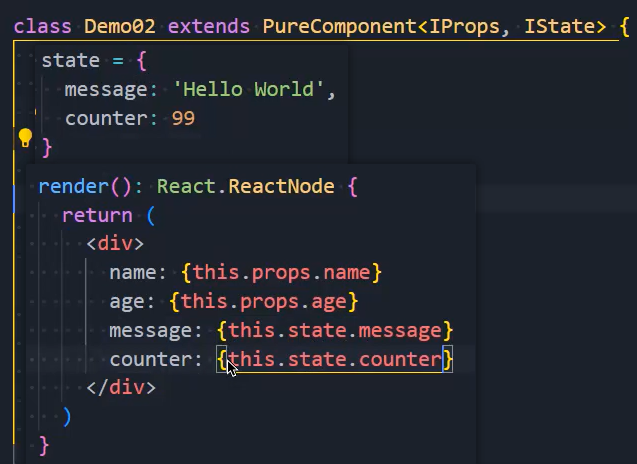 class Demo02 extends PureComponent<IProps, IState> {
state = {
message: 'Hello World',
counter: 99
}
render(): React.ReactNode {
return (
<div>
name: {this.props.name}
age: {this.props.age}
message: {this.state.message}
counter: {this.state.counter}
</div>
)
}